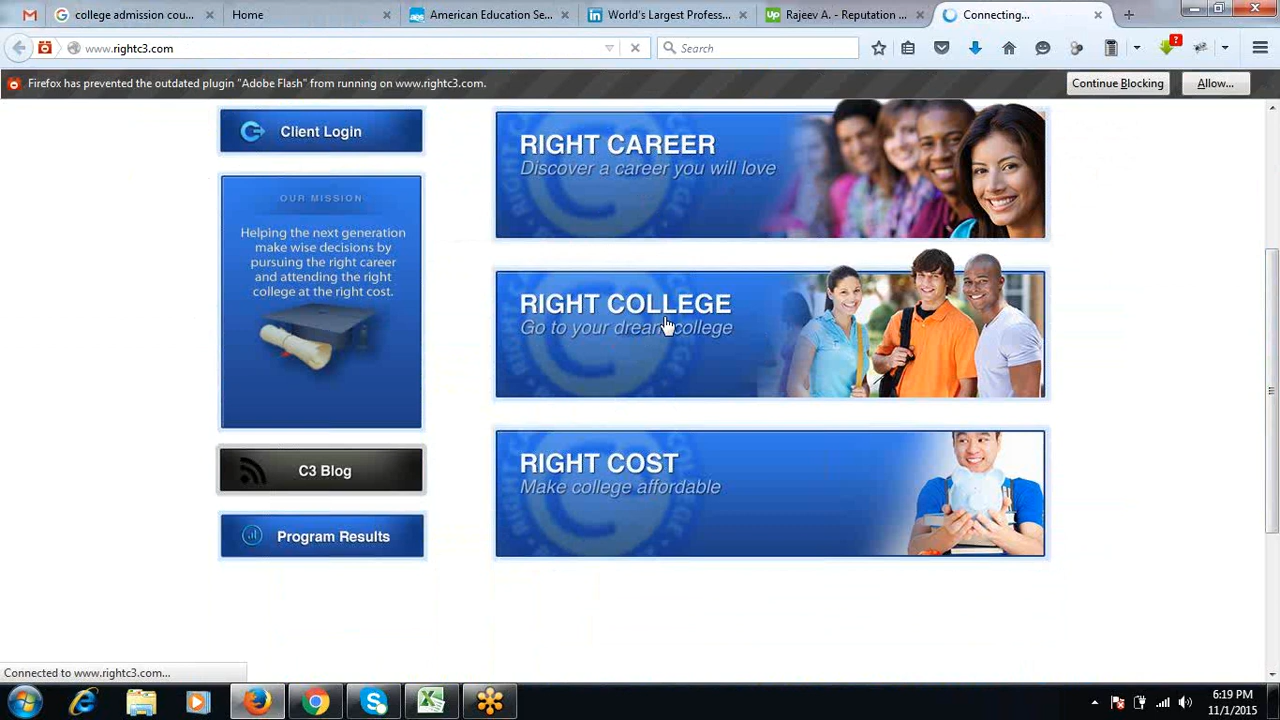 college admission cou...
Home
American Education Se...
World's Largest Profess...
Rajeev A. - Reputation ...
Connecting...
www.rightc3.com
Search
?
Firefox has prevented the outdated plugin "Adobe Flash" from running on www.rightc3.com.
Continue Blocking
Allow...
Client Login
OUR MISSION
Helping the next generation
make wise decisions by
pursuing the right career
and attending the right
college at the right cost.
C3 Blog
Program Results
RIGHT CAREER
Discover a career you will love
RIGHT COLLEGE
Go to your dream college
RIGHT COST
Make college affordable
Connected to www.rightc3.com...
6:19 PM
11/1/2015